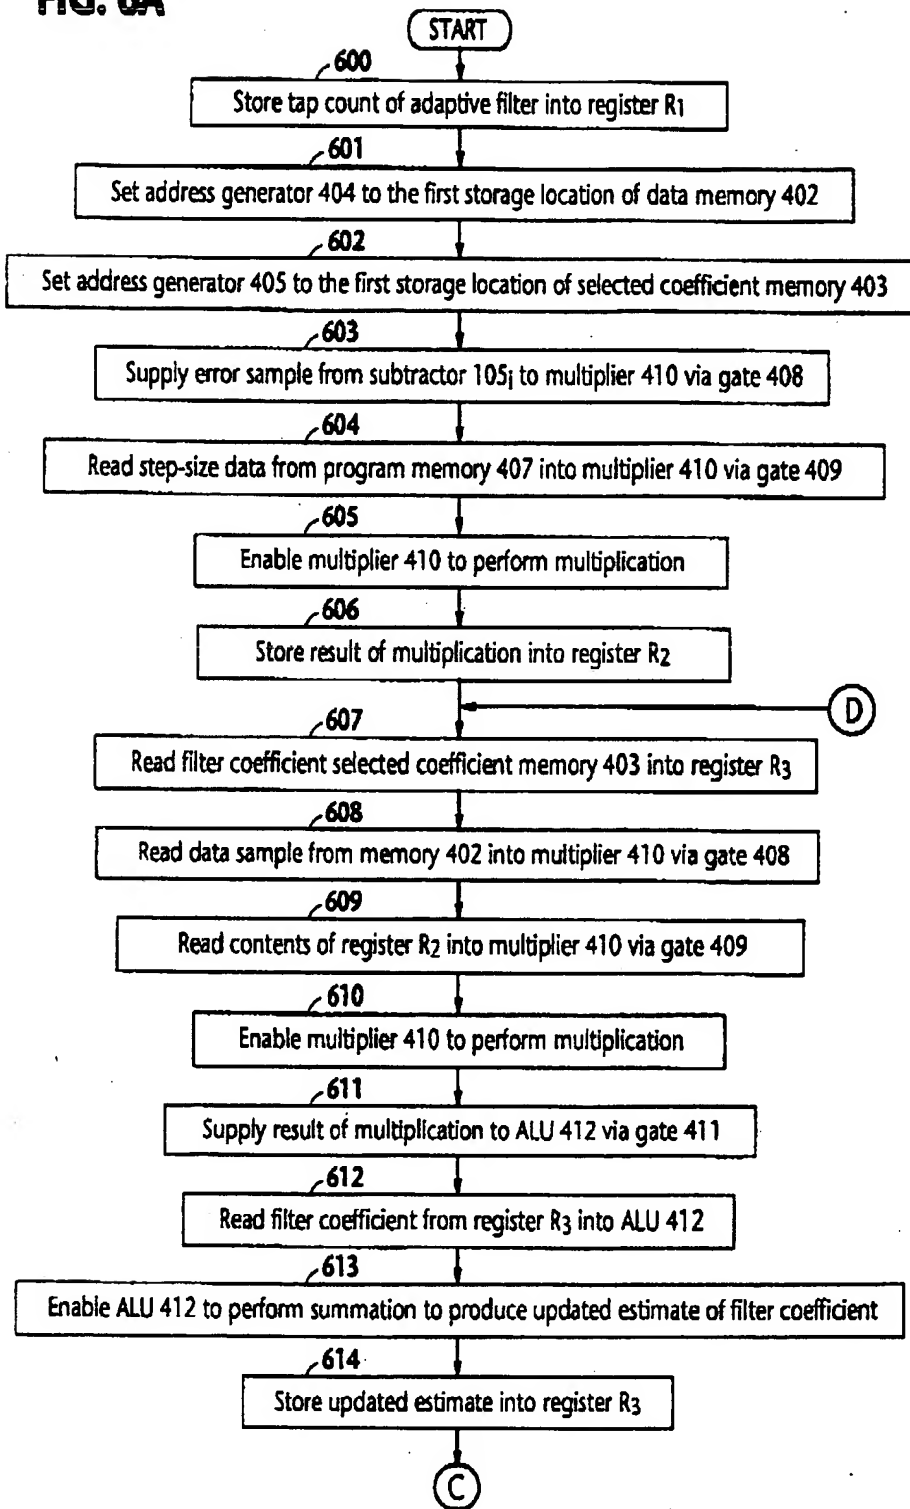 FIG. 6A
START
600
Store tap count of adaptive filter into register R1
601
Set address generator 404 to the first storage location of data memory 402
602
Set address generator 405 to the first storage location of selected coefficient memory 403
603
Supply error sample from subtractor 105i to multiplier 410 via gate 408
604
Read step-size data from program memory 407 into multiplier 410 via gate 409
605
Enable multiplier 410 to perform multiplication
606
Store result of multiplication into register R2
D
607
Read filter coefficient selected coefficient memory 403 into register R3
608
Read data sample from memory 402 into multiplier 410 via gate 408
609
Read contents of register R2 into multiplier 410 via gate 409
610
Enable multiplier 410 to perform multiplication
611
Supply result of multiplication to ALU 412 via gate 411
612
Read filter coefficient from register R3 into ALU 412
613
Enable ALU 412 to perform summation to produce updated estimate of filter coefficient
614
Store updated estimate into register R3
C